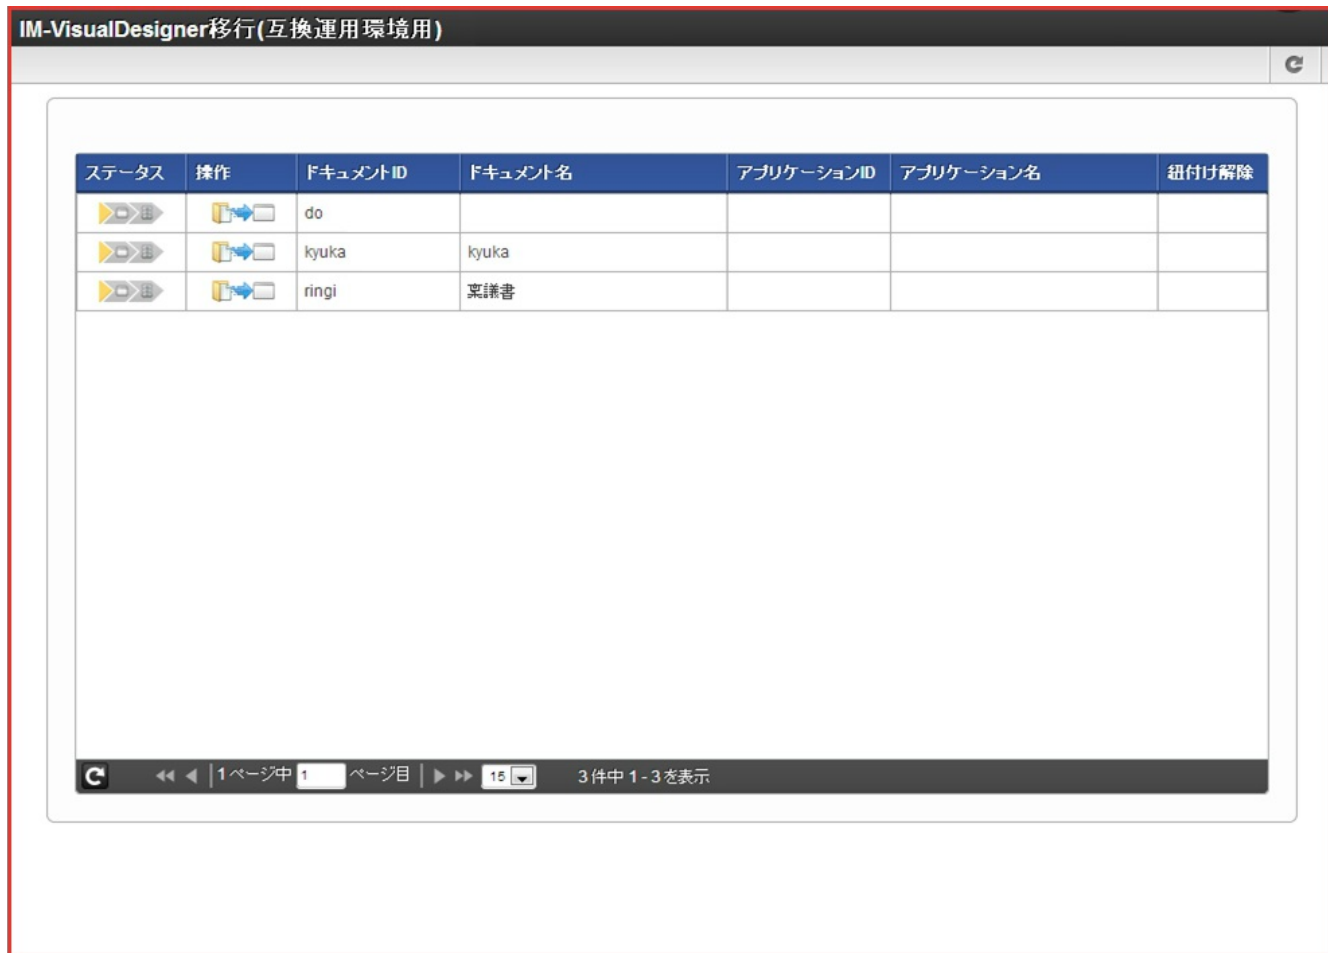 IM-VisualDesigner移行(互換運用環境用)
ステータス 操作 ドキュメントID ドキュメント名 アプリケーションID アプリケーション名 紐付け解除
do
kyuka kyuka
ringi 稟議書
1ページ中 1 ページ目 15 3件中 1 - 3 を表示